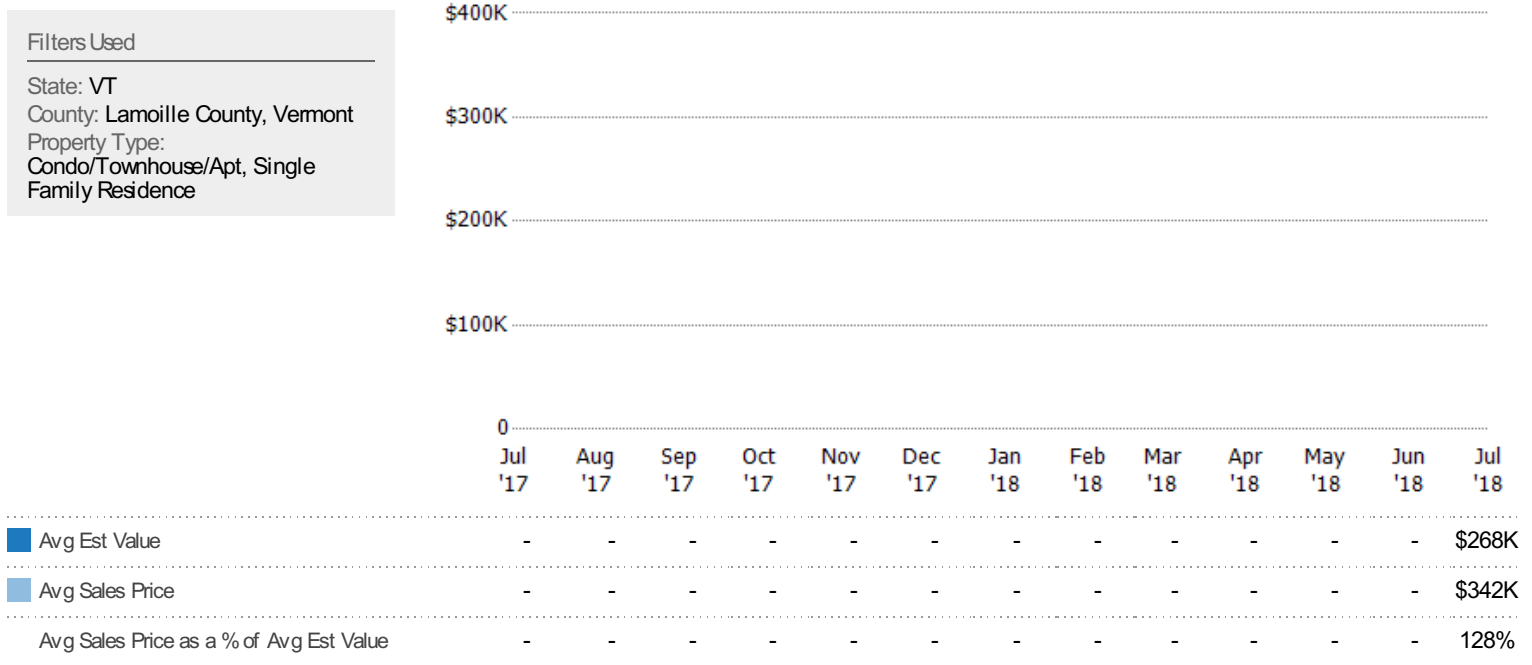 Filters Used
State: VT
County: Lamoille County, Vermont
Property Type:
Condo/Townhouse/Apt, Single
Family Residence
$400K
$300K
$200K
$100K
0
Jul Aug Sep Oct Nov Dec Jan Feb Mar Apr May Jun Jul
'17 '17 '17 '17 '17 '17 '18 '18 '18 '18 '18 '18 '18
Avg Est Value - - - - - - - - - - - - $268K
Avg Sales Price - - - - - - - - - - - - $342K
Avg Sales Price as a % of Avg Est Value - - - - - - - - - - - - 128%